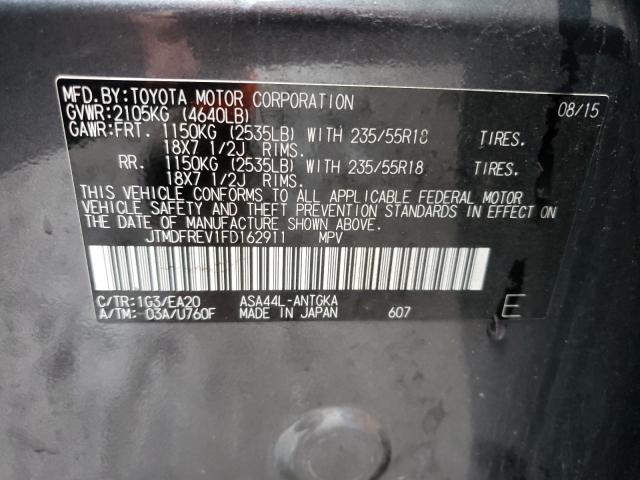 MFD.BY:TOYOTA MOTOR CORPORATION 08/15
GVWR:2105KG (4640LB)
GAWR:FRT. 1150KG (2535LB) WITH 235/55R18 TIRES.
18X7 1/2J RIMS.
RR. 1150KG (2535LB) WITH 235/55R18 TIRES.
18X7 1/2J RIMS.
THIS VEHICLE CONFORMS TO ALL APPLICABLE FEDERAL MOTOR
VEHICLE SAFETY AND THEFT PREVENTION STANDARDS IN EFFECT ON
THE DATE OF MANUFACTURE SHOWN ABOVE.
JTMDFREV1FD162911 MPV
C/TR:1G3/EA20 ASA44L-ANTGKA E
A/TM:-03A/U760F MADE IN JAPAN 607